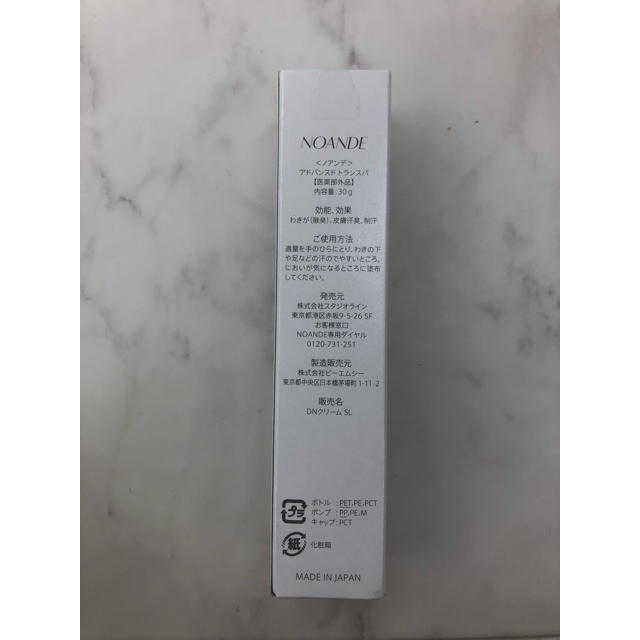 NOANDE
＜ノアンデ＞
アドバンスド トランスパ
【医薬部外品】
内容量:30g
効能、効果
わきが（腋臭）、皮膚汗臭、制汗
ご使用方法
適量を手のひらにとり、わきの下
や足などの汗のでやすいところ、
においが気になるところに塗布
してください。
発売元
株式会社スタジオライン
東京都港区赤坂9-5-26 5F
お客様窓口
NOANDE専用ダイヤル
0120-731-251
製造販売元
株式会社ビーエムシー
東京都中央区日本橋茅場町1-11-2
販売名
DNクリーム SL
プラ
ボトル : PET,PE,PCT
ポンプ : PP,PE,M
キャップ: PCT
紙
化粧箱
MADE IN JAPAN